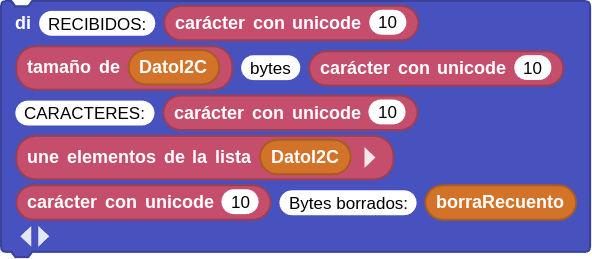 di RECIBIDOS: carácter con unicode 10
tamaño de DatoI2C bytes carácter con unicode 10
CARACTERES: carácter con unicode 10
une elementos de la lista DatoI2C
carácter con unicode 10 Bytes borrados: borraRecuento